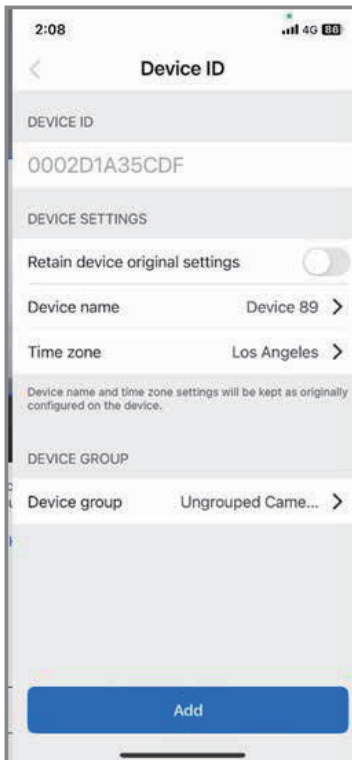 2:08 4G 86
Device ID
DEVICE ID
0002D1A35CDF
DEVICE SETTINGS
Retain device original settings
Device name Device 89
Time zone Los Angeles
Device name and time zone settings will be kept as originally
configured on the device.
DEVICE GROUP
Device group Ungrouped Came...
Add